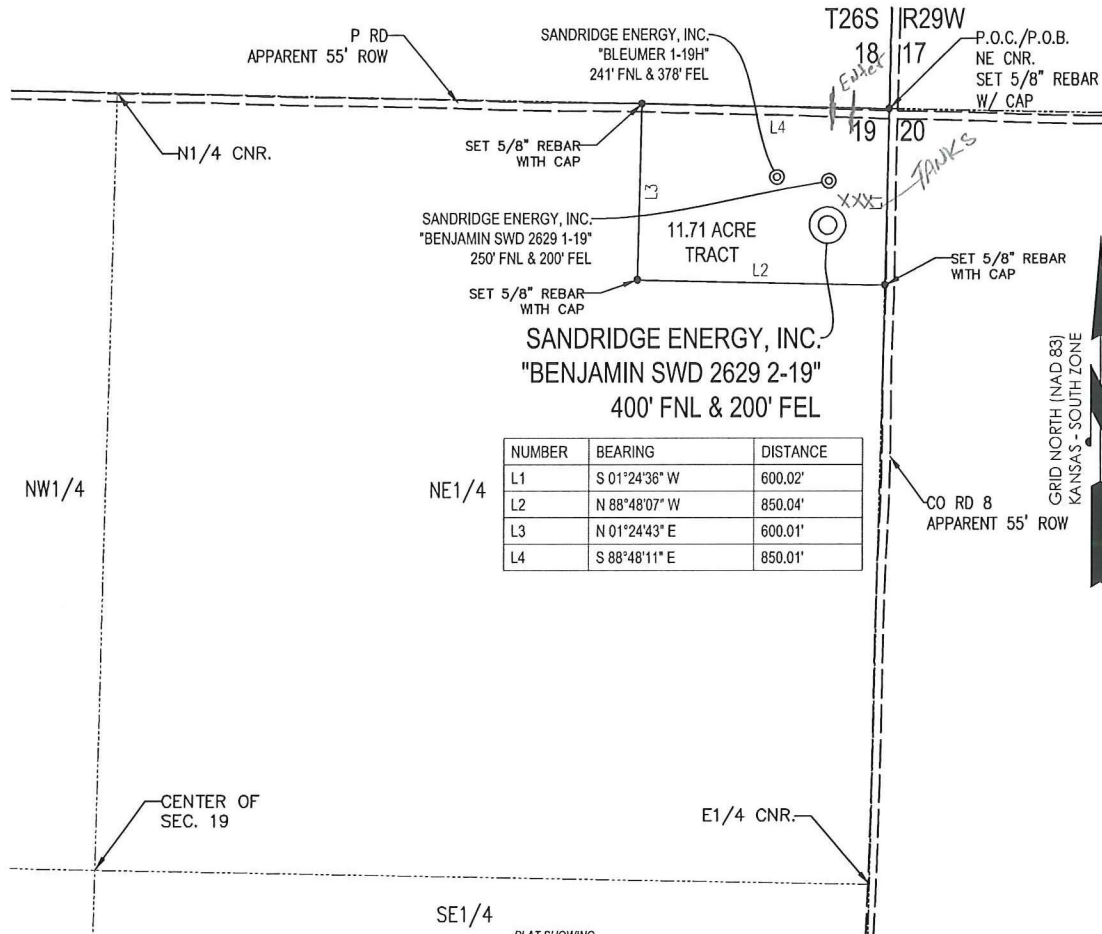 T26S R29W
18 17
19 20
P RD
APPARENT 55' ROW
SANDRIDGE ENERGY, INC.
"BLEUMER 1-19H"
241' FNL & 378' FEL
P.O.C./P.O.B.
NE CNR.
SET 5/8" REBAR
W/ CAP
Enter
N1/4 CNR.
SET 5/8" REBAR
WITH CAP
L4
TANKS
XXX
L1
L3
SANDRIDGE ENERGY, INC.
"BENJAMIN SWD 2629 1-19"
250' FNL & 200' FEL
11.71 ACRE
TRACT
L2
SET 5/8" REBAR
WITH CAP
SET 5/8" REBAR
WITH CAP
SANDRIDGE ENERGY, INC.
"BENJAMIN SWD 2629 2-19"
400' FNL & 200' FEL
GRID NORTH (NAD 83)
KANSAS - SOUTH ZONE
NUMBER BEARING DISTANCE
L1 S 01°24'36" W 600.02'
L2 N 88°48'07" W 850.04'
L3 N 01°24'43" E 600.01'
L4 S 88°48'11" E 850.01'
NW1/4
NE1/4
CO RD 8
APPARENT 55' ROW
CENTER OF
SEC. 19
E1/4 CNR.
SE1/4
PLAT SHOWING